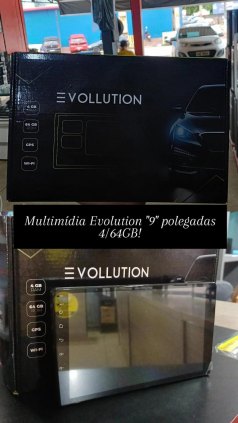 EVOLLUTION
4 GB
64 GB
GPS
WI-FI
Multimídia Evolution "9" polegadas
4/64GB!
EVOLLUTION
4 GB
RAM
64 GB
GPS
WI-FI